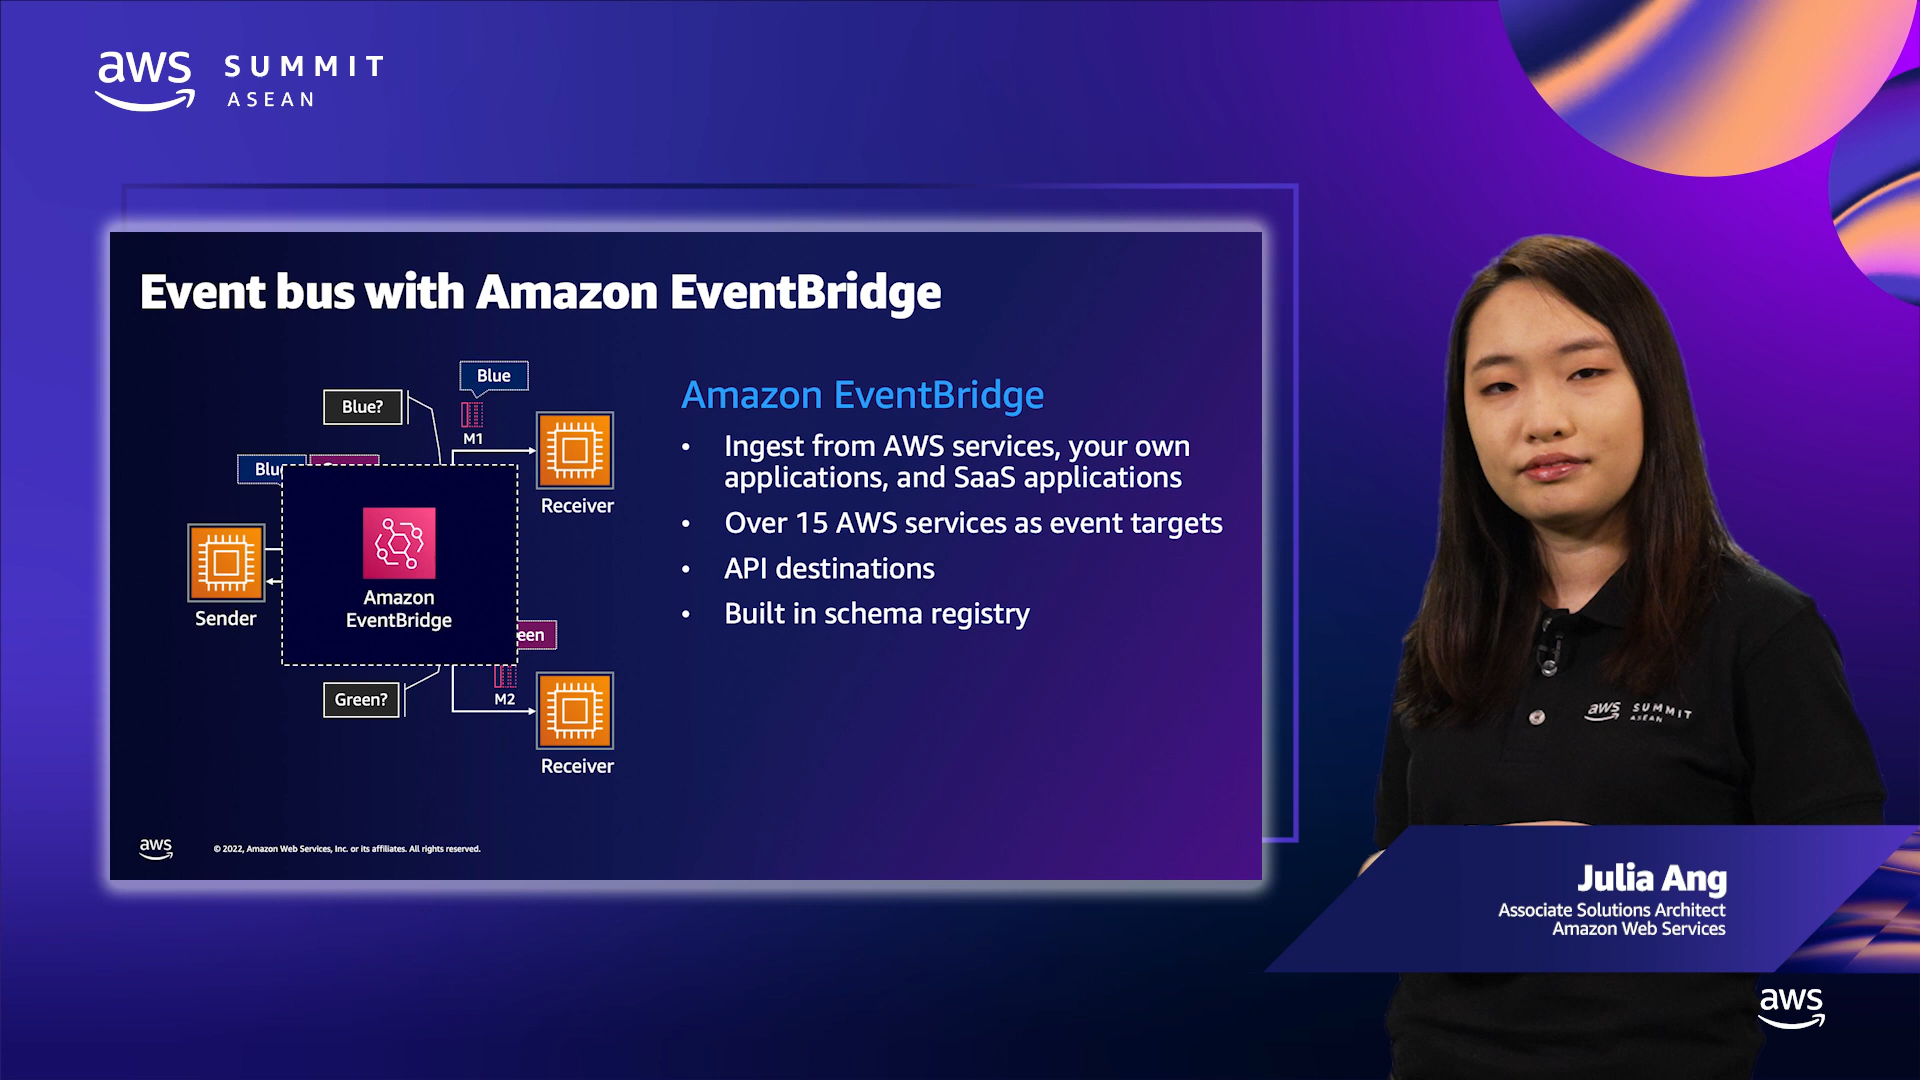 aws SUMMIT
ASEAN
Event bus with Amazon EventBridge
Blue
Blue?
M1
Receiver
Sender
Amazon
EventBridge
M2
Green?
Receiver
Amazon EventBridge
• Ingest from AWS services, your own
applications, and SaaS applications
• Over 15 AWS services as event targets
• API destinations
• Built in schema registry
aws
© 2022, Amazon Web Services, Inc. or its affiliates. All rights reserved.
aws SUMMIT
ASEAN
Julia Ang
Associate Solutions Architect
Amazon Web Services
aws